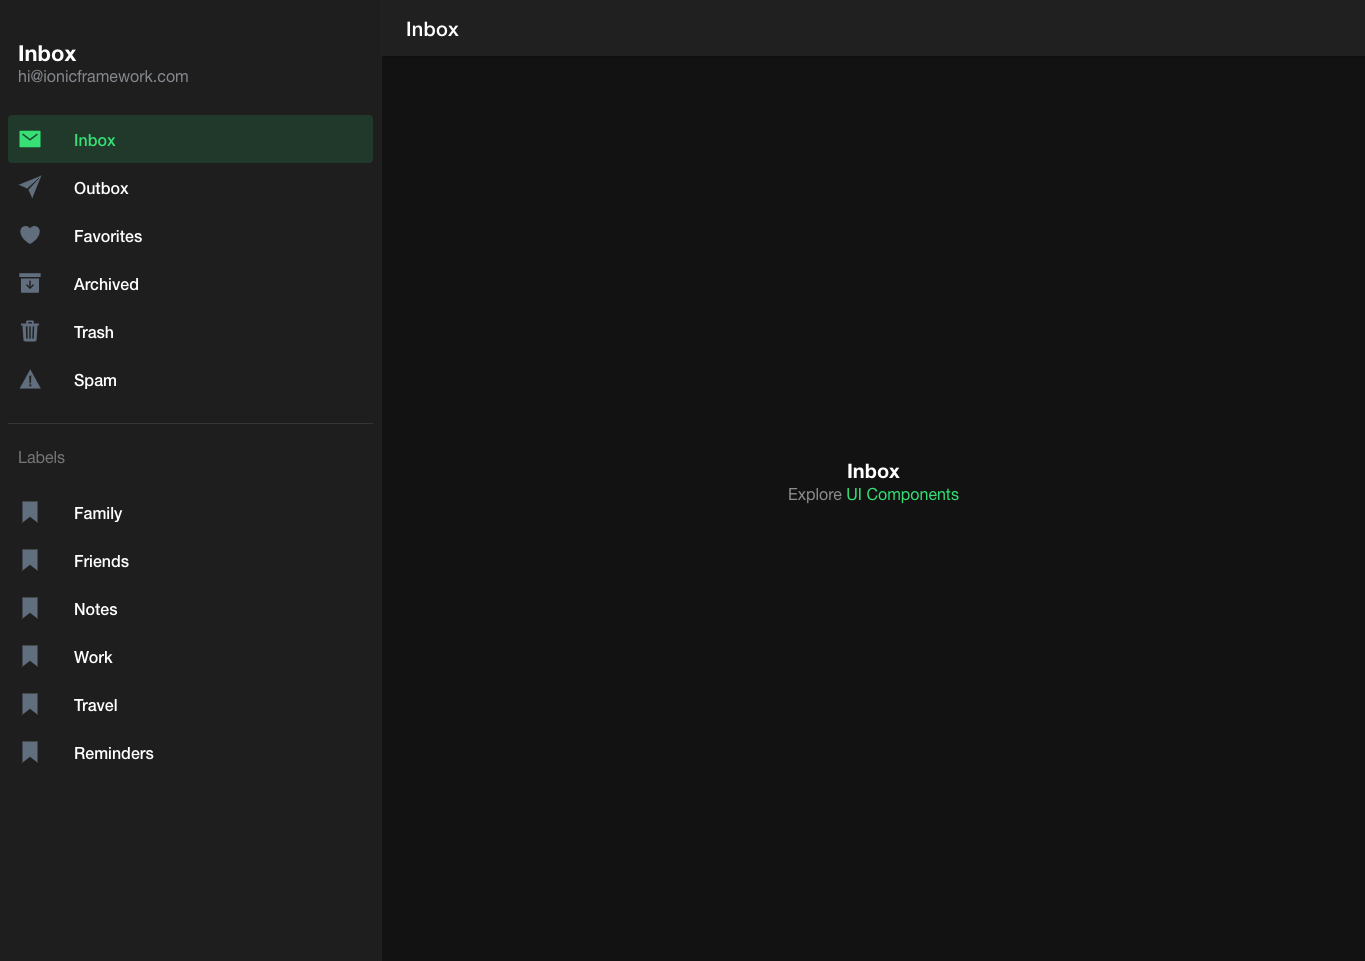 Inbox
hi@ionicframework.com
Inbox
Outbox
Favorites
Archived
Trash
Spam
Labels
Family
Friends
Notes
Work
Travel
Reminders
Inbox
Inbox
Explore UI Components